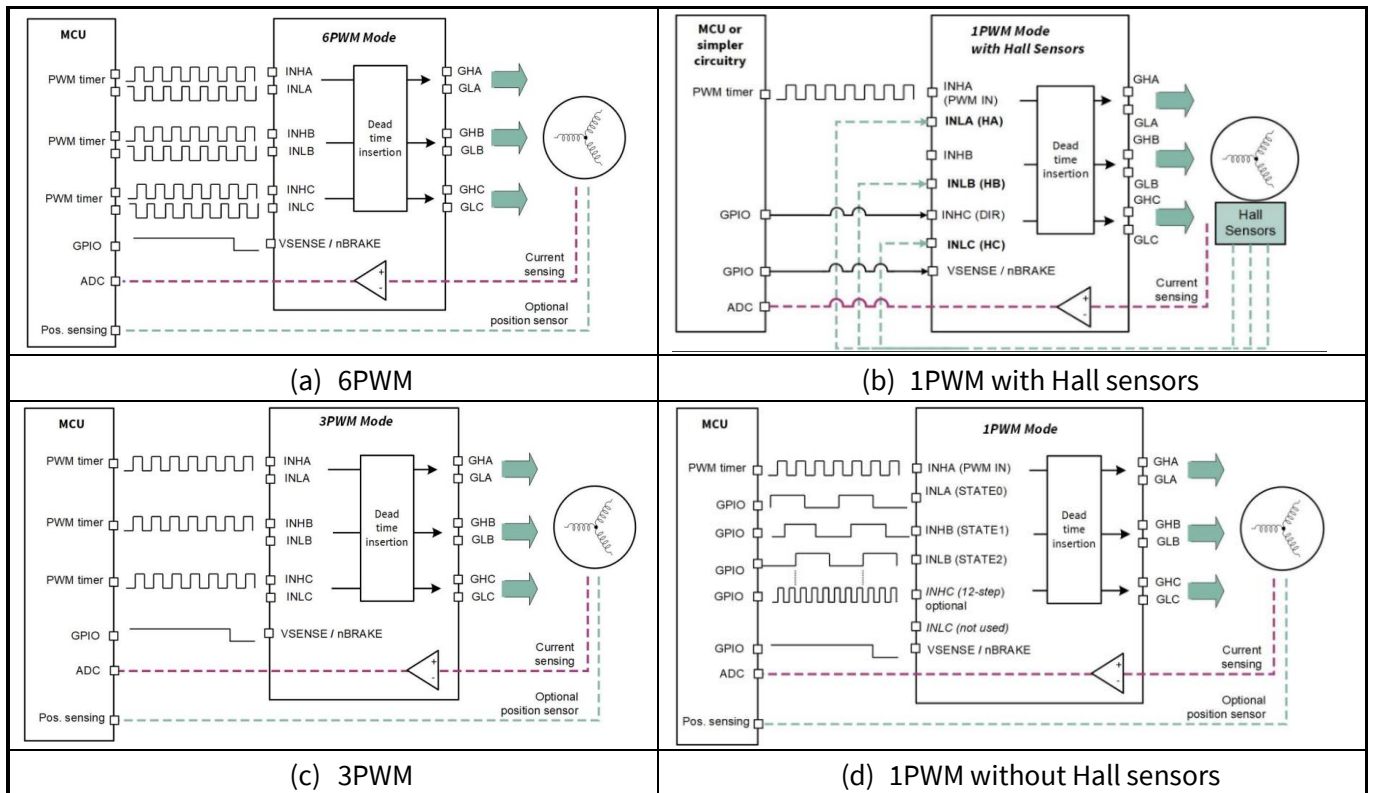 MCU
6PWM Mode
PWM timer
INHA
INLA
GHA
GLA
PWM timer
INHB
INLB
Dead
time
insertion
GHB
GLB
PWM timer
INHC
INLC
GHC
GLC
GPIO
VSENSE / nBRAKE
ADC
+
-
Current
sensing
Optional
position sensor
Pos. sensing
(a) 6PWM
MCU or
simpler
circuitry
1PWM Mode
with Hall Sensors
PWM timer
INHA
(PWM IN)
GHA
INLA (HA)
GLA
INHB
Dead
time
insertion
GHB
INLB (HB)
GLB
GPIO
INHC (DIR)
GHC
Hall
Sensors
INLC (HC)
GLC
GPIO
VSENSE / nBRAKE
ADC
+
-
Current
sensing
(b) 1PWM with Hall sensors
MCU
3PWM Mode
PWM timer
INHA
INLA
GHA
GLA
PWM timer
INHB
INLB
Dead
time
insertion
GHB
GLB
PWM timer
INHC
INLC
GHC
GLC
GPIO
VSENSE / nBRAKE
ADC
+
-
Current
sensing
Optional
position sensor
Pos. sensing
(c) 3PWM
MCU
1PWM Mode
PWM timer
INHA (PWM IN)
GHA
GLA
GPIO
INLA (STATE0)
GPIO
INHB (STATE1)
Dead
time
insertion
GHB
GLB
GPIO
INLB (STATE2)
GPIO
INHC (12-step)
optional
GHC
GLC
INLC (not used)
GPIO
VSENSE / nBRAKE
ADC
+
-
Current
sensing
Optional
position sensor
Pos. sensing
(d) 1PWM without Hall sensors